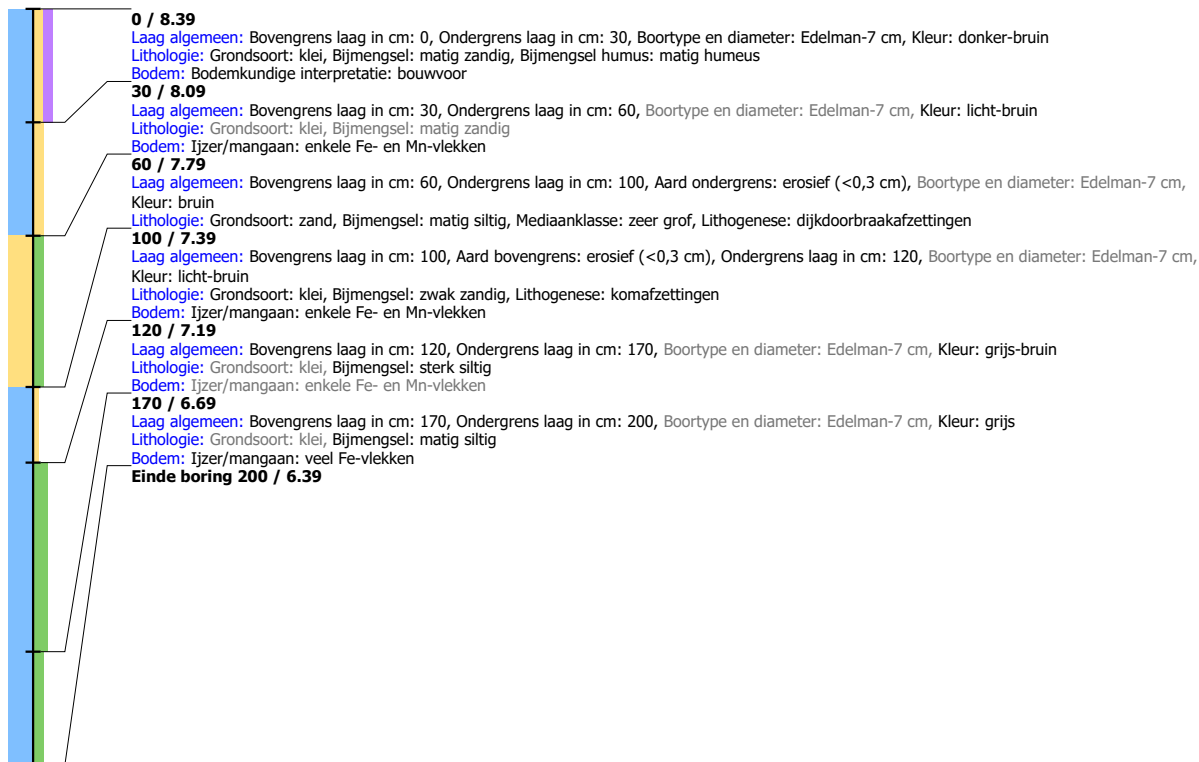 0 / 8.39
Laag algemeen: Bovengrens laag in cm: 0, Ondergrens laag in cm: 30, Boortype en diameter: Edelman-7 cm, Kleur: donker-bruin
Lithologie: Grondsoort: klei, Bijmengsel: matig zandig, Bijmengsel humus: matig humeus
Bodem: Bodemkundige interpretatie: bouwvoor
30 / 8.09
Laag algemeen: Bovengrens laag in cm: 30, Ondergrens laag in cm: 60, Boortype en diameter: Edelman-7 cm, Kleur: licht-bruin
Lithologie: Grondsoort: klei, Bijmengsel: matig zandig
Bodem: Ijzer/mangaan: enkele Fe- en Mn-vlekken
60 / 7.79
Laag algemeen: Bovengrens laag in cm: 60, Ondergrens laag in cm: 100, Aard ondergrens: erosief (<0,3 cm), Boortype en diameter: Edelman-7 cm,
Kleur: bruin
Lithologie: Grondsoort: zand, Bijmengsel: matig siltig, Mediaanklasse: zeer grof, Lithogenese: dijkdoorbraakafzettingen
100 / 7.39
Laag algemeen: Bovengrens laag in cm: 100, Aard bovengrens: erosief (<0,3 cm), Ondergrens laag in cm: 120, Boortype en diameter: Edelman-7 cm,
Kleur: licht-bruin
Lithologie: Grondsoort: klei, Bijmengsel: zwak zandig, Lithogenese: komafzettingen
Bodem: Ijzer/mangaan: enkele Fe- en Mn-vlekken
120 / 7.19
Laag algemeen: Bovengrens laag in cm: 120, Ondergrens laag in cm: 170, Boortype en diameter: Edelman-7 cm, Kleur: grijs-bruin
Lithologie: Grondsoort: klei, Bijmengsel: sterk siltig
Bodem: Ijzer/mangaan: enkele Fe- en Mn-vlekken
170 / 6.69
Laag algemeen: Bovengrens laag in cm: 170, Ondergrens laag in cm: 200, Boortype en diameter: Edelman-7 cm, Kleur: grijs
Lithologie: Grondsoort: klei, Bijmengsel: matig siltig
Bodem: Ijzer/mangaan: veel Fe-vlekken
Einde boring 200 / 6.39